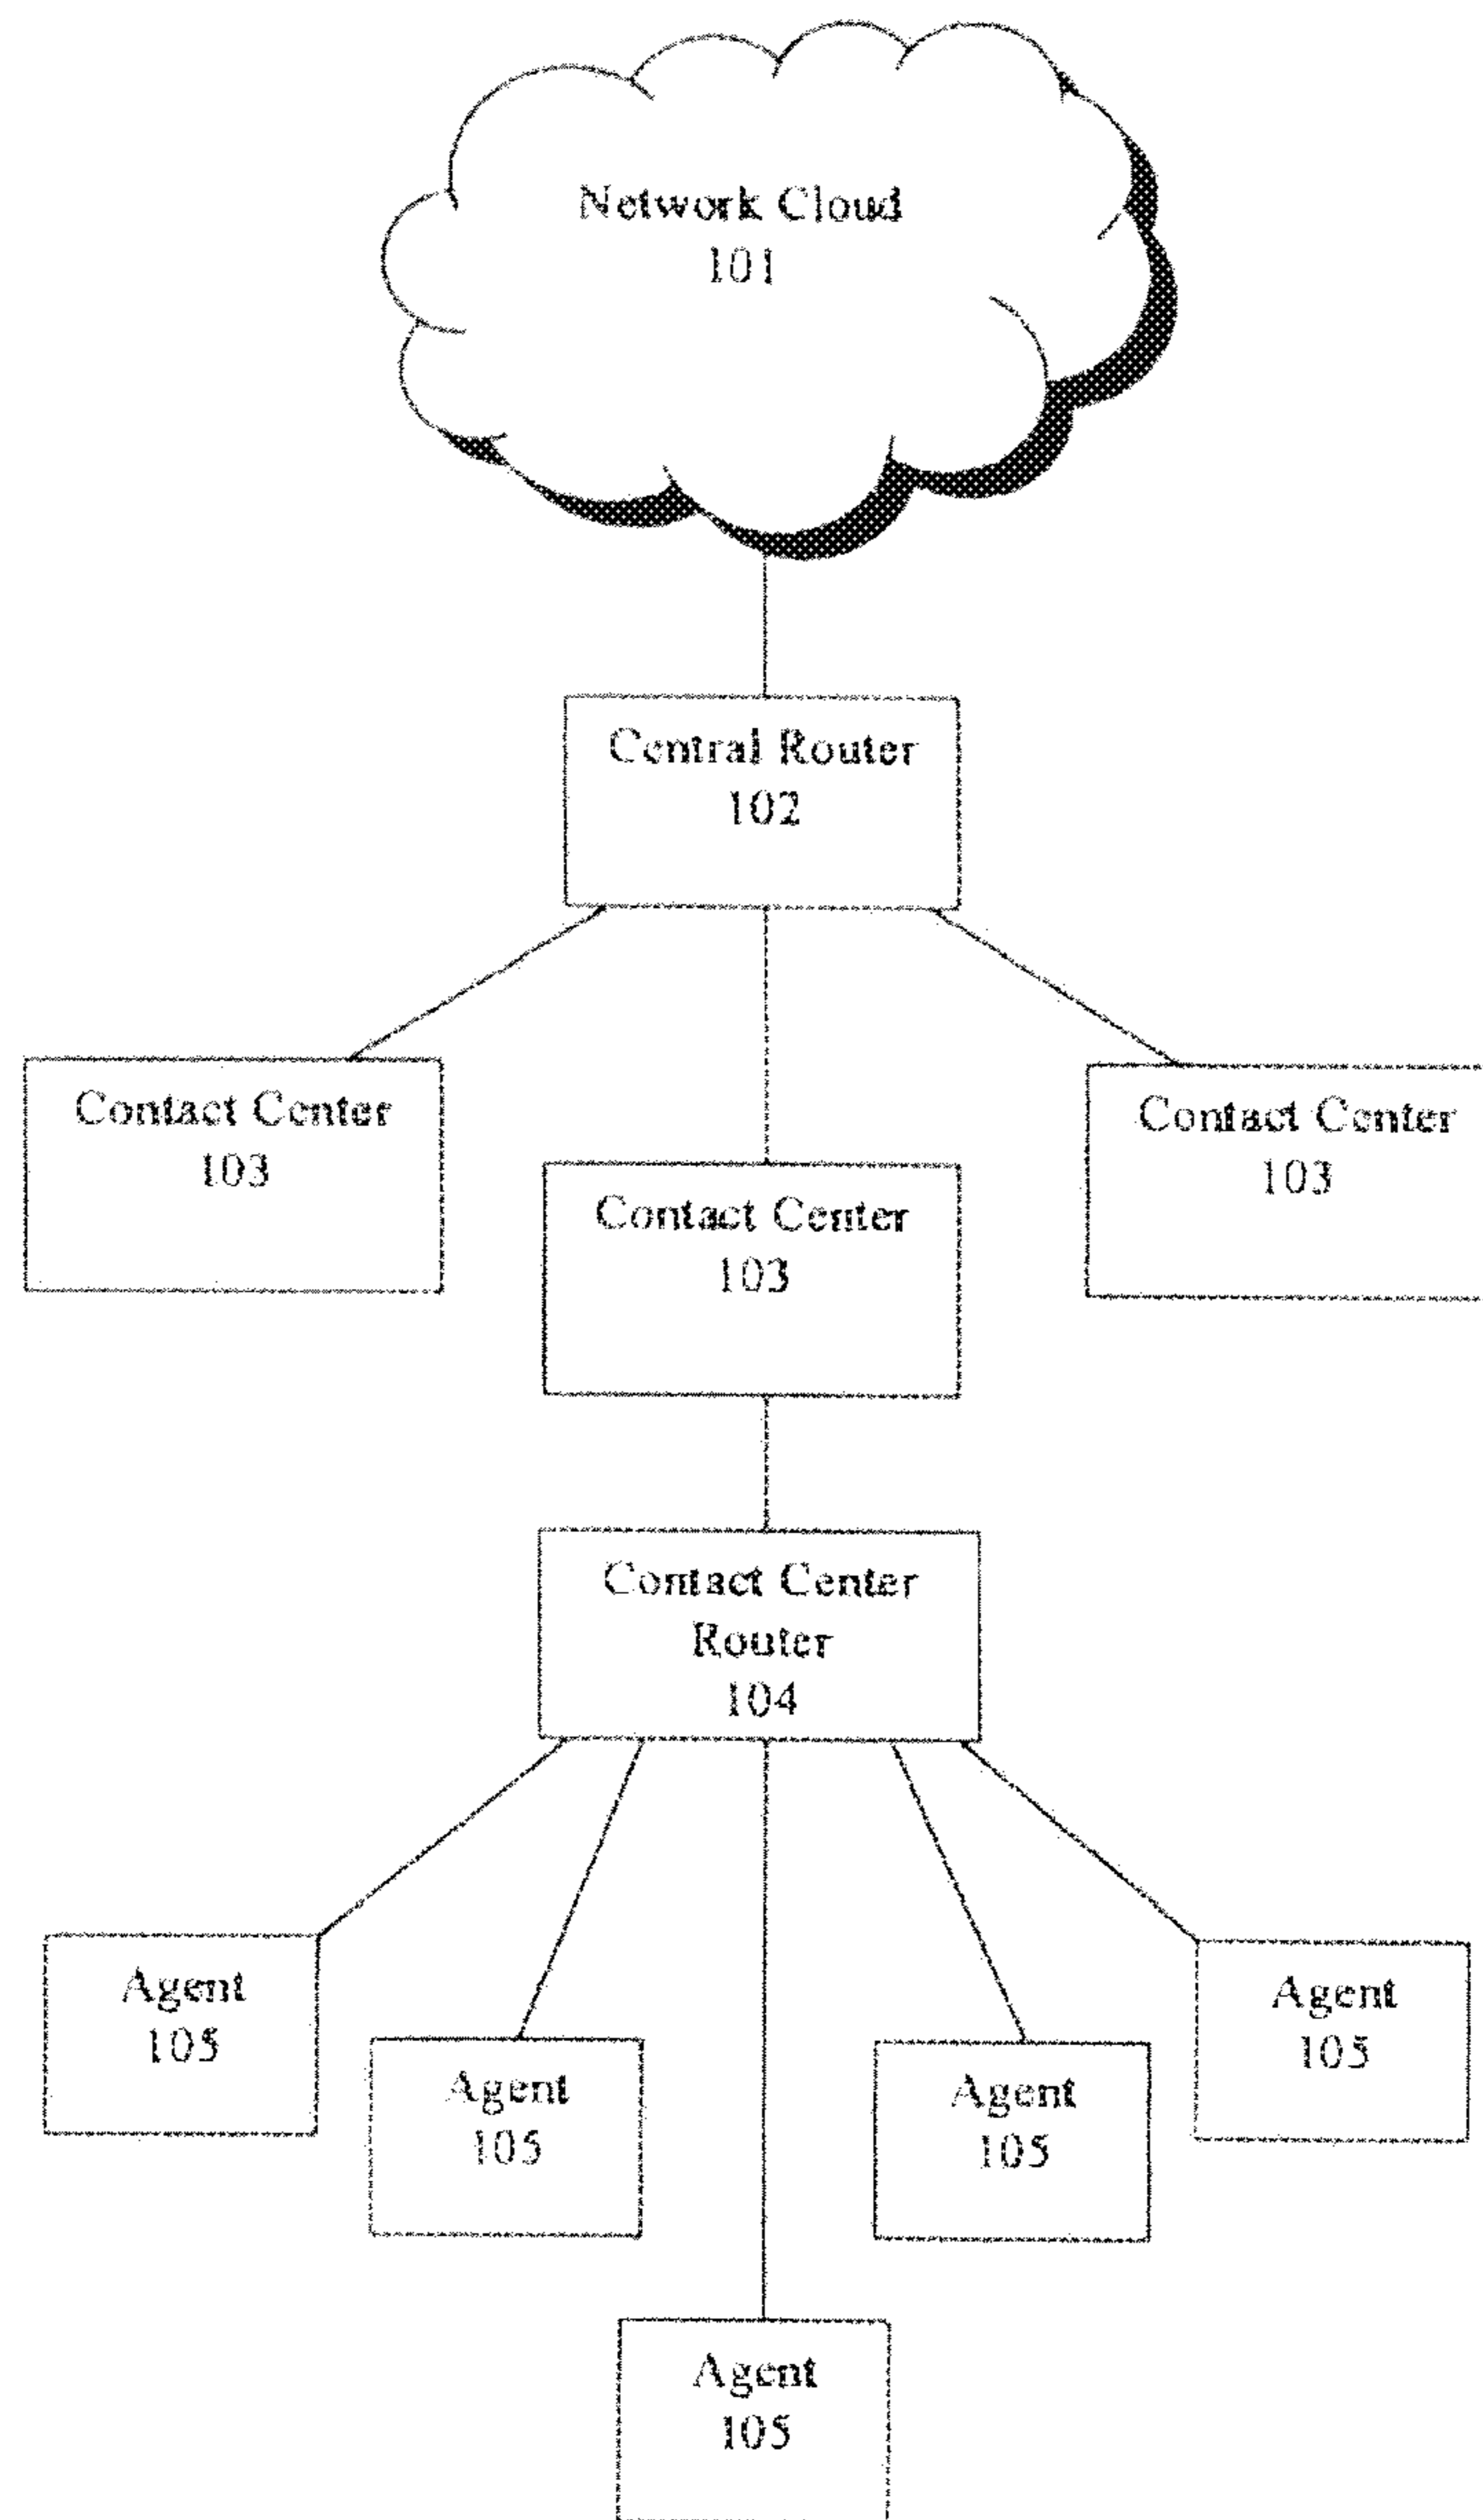 Network Cloud
101
Central Router
102
Contact Center
103
Contact Center
103
Contact Center
103
Contact Center
Router
104
Agent
105
Agent
105
Agent
105
Agent
105
Agent
105